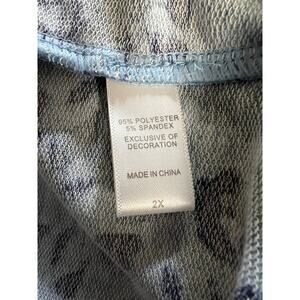 95% POLYESTER
5% SPANDEX
EXCLUSIVE OF
DECORATION
MADE IN CHINA
2X